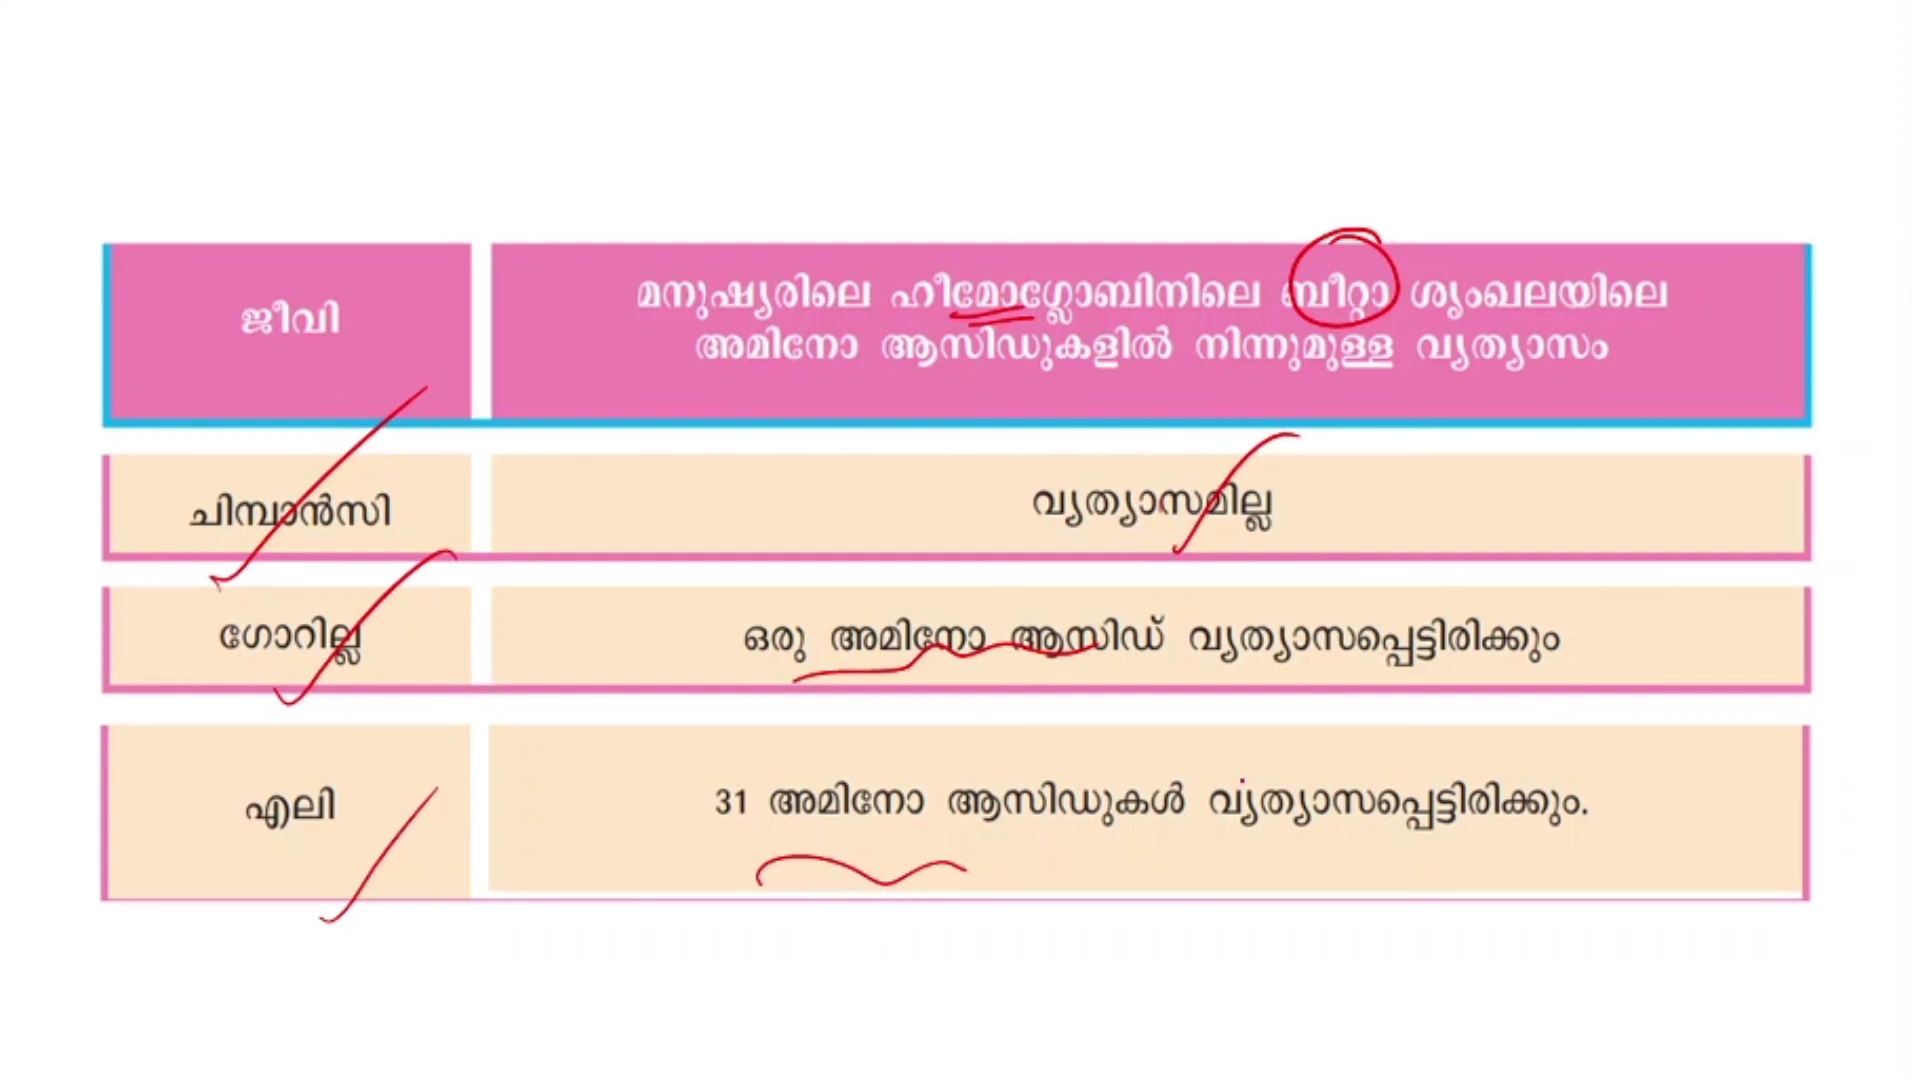 ജീവി
മനുഷ്യരിലെ ഹീമോഗ്ലോബിനിലെ ബീറ്റാ ശൃംഖലയിലെ
അമിനോ ആസിഡുകളിൽ നിന്നുമുള്ള വ്യത്യാസം
ചിമ്പാൻസി
വ്യത്യാസമില്ല
ഗോറില്ല
ഒരു അമിനോ ആസിഡ് വ്യത്യാസപ്പെട്ടിരിക്കും
എലി
31 അമിനോ ആസിഡുകൾ വ്യത്യാസപ്പെട്ടിരിക്കും.